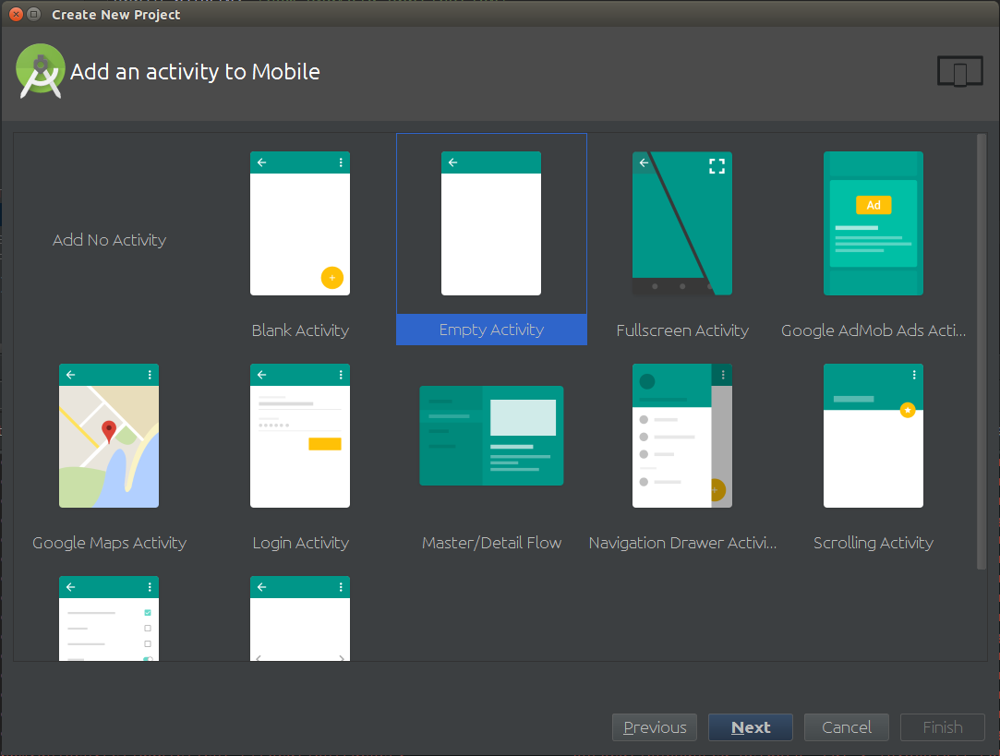 Create New Project
Add an activity to Mobile
Add No Activity
Blank Activity
Empty Activity
Fullscreen Activity
Ad
Google AdMob Ads Acti...
Google Maps Activity
Login Activity
Master/Detail Flow
Navigation Drawer Activi...
Scrolling Activity
Previous
Next
Cancel
Finish